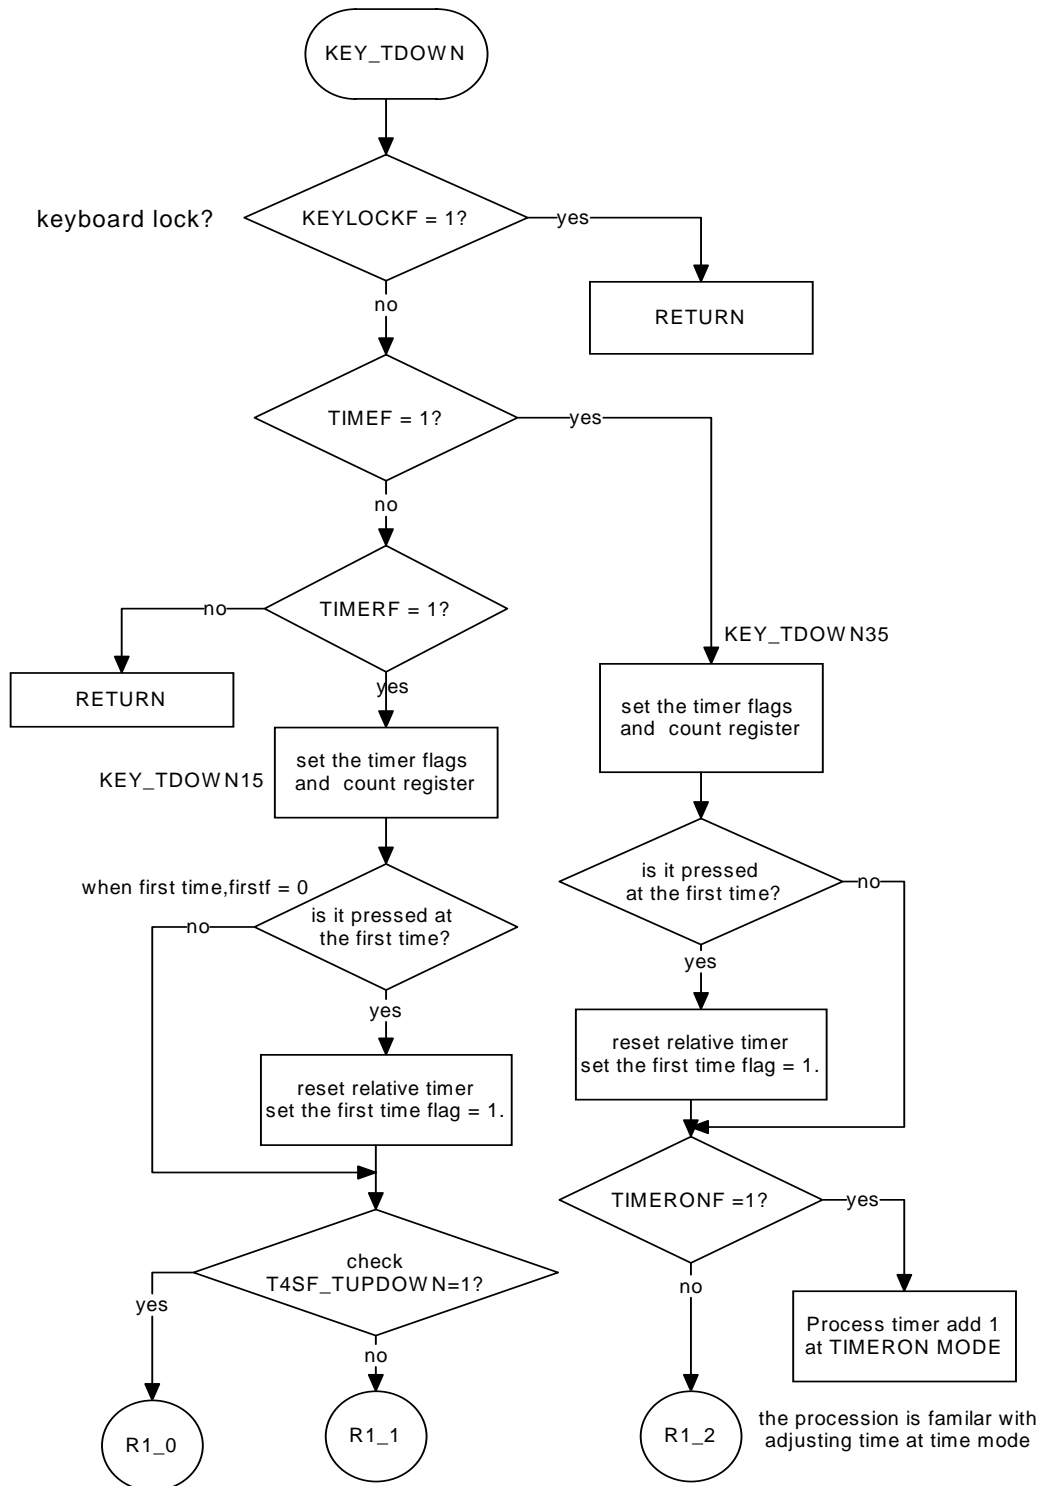 KEY_TDOWN
keyboard lock?
KEYLOCKF = 1?
yes
RETURN
no
TIMEF = 1?
yes
no
TIMERF = 1?
no
RETURN
yes
KEY_TDOWN35
set the timer flags
and count register
KEY_TDOWN15
set the timer flags
and count register
is it pressed
at the first time?
no
when first time,firstf = 0
is it pressed at
the first time?
no
yes
yes
reset relative timer
set the first time flag = 1.
reset relative timer
set the first time flag = 1.
TIMERONF =1?
yes
check
T4SF_TUPDOWN=1?
yes
no
no
Process timer add 1
at TIMERON MODE
R1_0
R1_1
R1_2
the procession is familar with
adjusting time at time mode